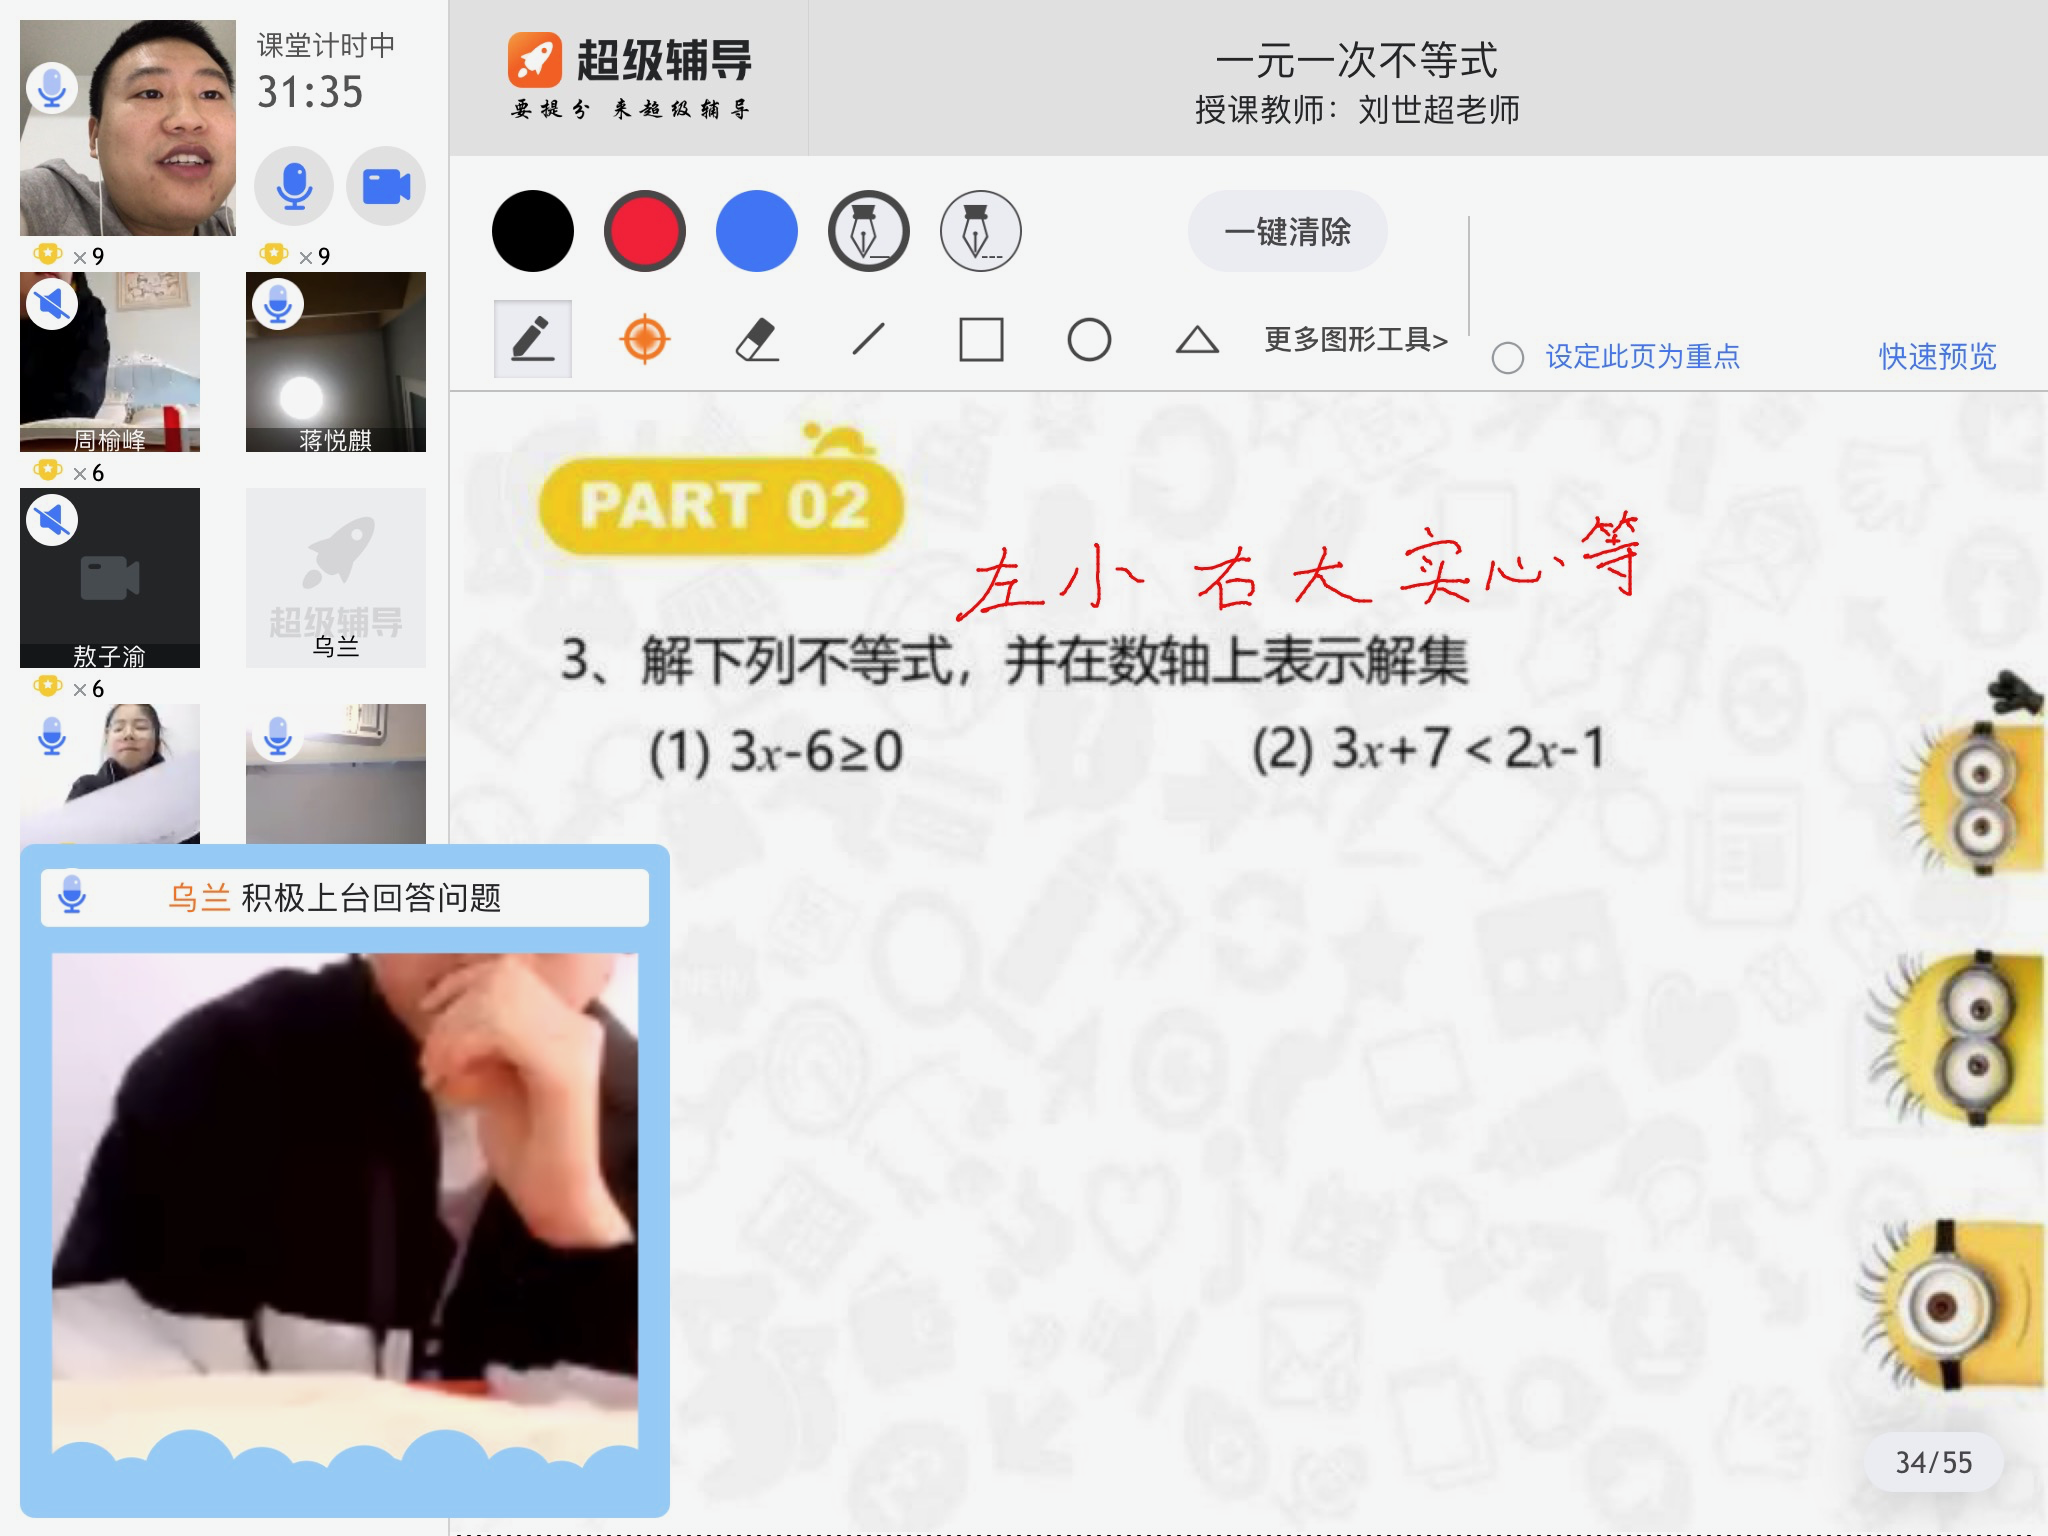 课堂计时中
31:35
×9
×9
周榆峰
蒋悦麒
×6
敖子渝
超级辅导
乌兰
×6
乌兰 积极上台回答问题
超级辅导
要提分 来超级辅导
一元一次不等式
授课教师：刘世超老师
一键清除
更多图形工具>
设定此页为重点
快速预览
PART 02
左小右大实心等
3、解下列不等式，并在数轴上表示解集
(1) 3x-6≥0
(2) 3x+7<2x-1
NEW
34/55